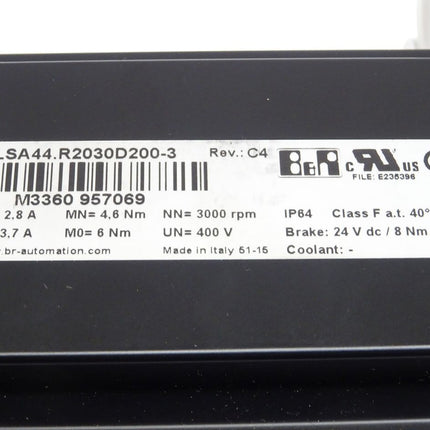 LSA44.R2030D200-3 Rev.: C4 B&R c RU US
FILE: E235396
M3360 957069
2,8 A MN= 4,6 Nm NN= 3000 rpm IP64 Class F a.t. 40°
3,7 A M0= 6 Nm UN= 400 V Brake: 24 V dc / 8 Nm
w.br-automation.com Made in Italy 51-15 Coolant: -